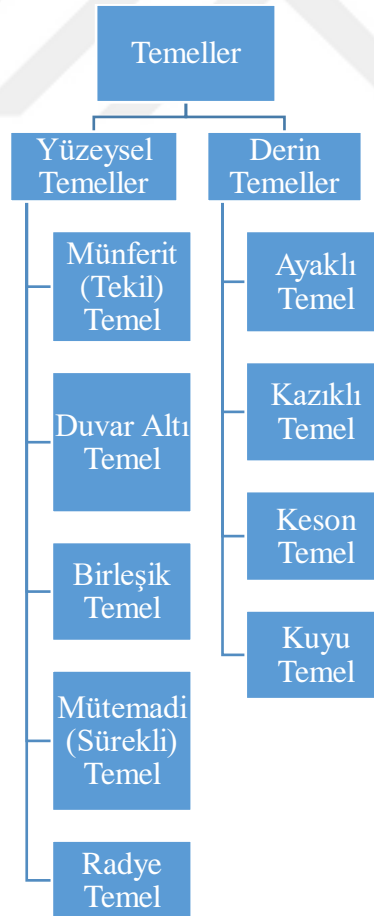 Temeller
Yüzeysel
Temeller
Münferit
(Tekil)
Temel
Duvar Altı
Temel
Birleşik
Temel
Mütemadi
(Sürekli)
Temel
Radye
Temel
Derin
Temeller
Ayaklı
Temel
Kazıklı
Temel
Keson
Temel
Kuyu
Temel